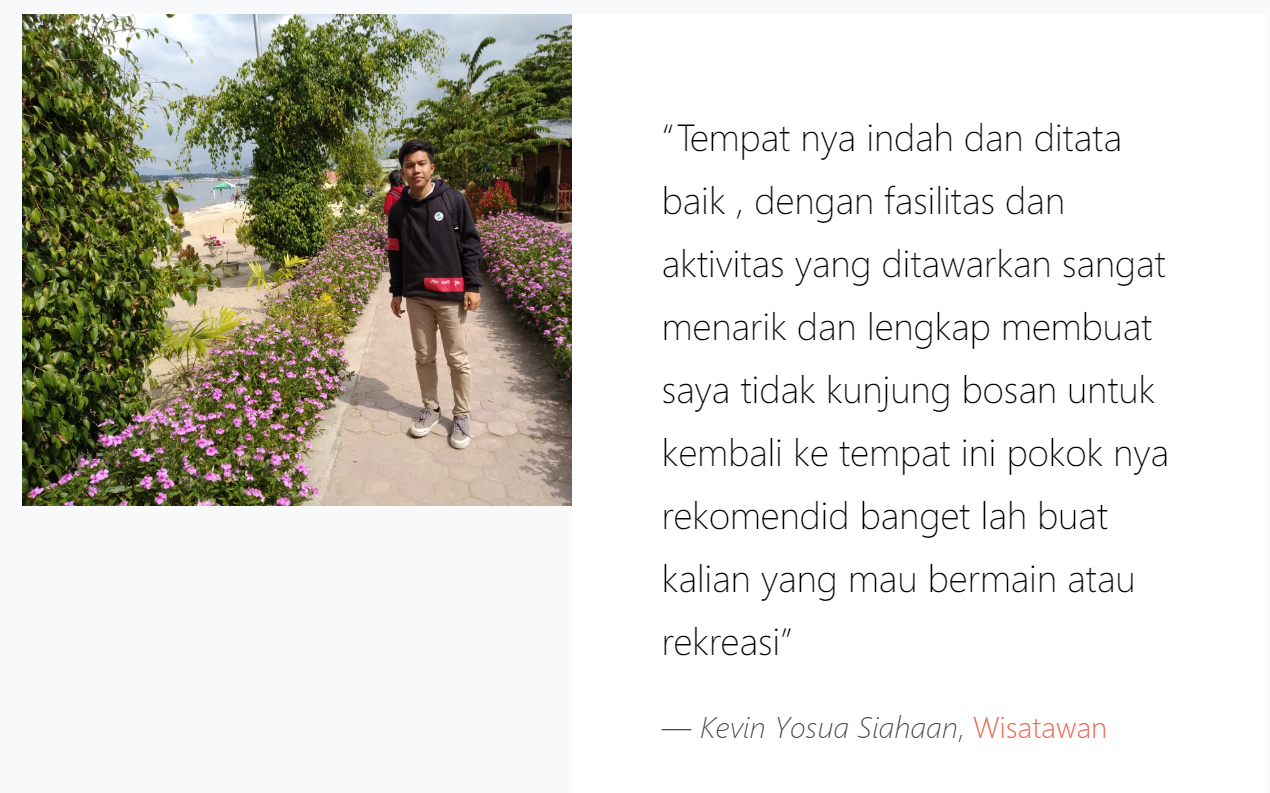 “Tempat nya indah dan ditata
baik , dengan fasilitas dan
aktivitas yang ditawarkan sangat
menarik dan lengkap membuat
saya tidak kunjung bosan untuk
kembali ke tempat ini pokok nya
rekomendid banget lah buat
kalian yang mau bermain atau
rekreasi”
— Kevin Yosua Siahaan, Wisatawan